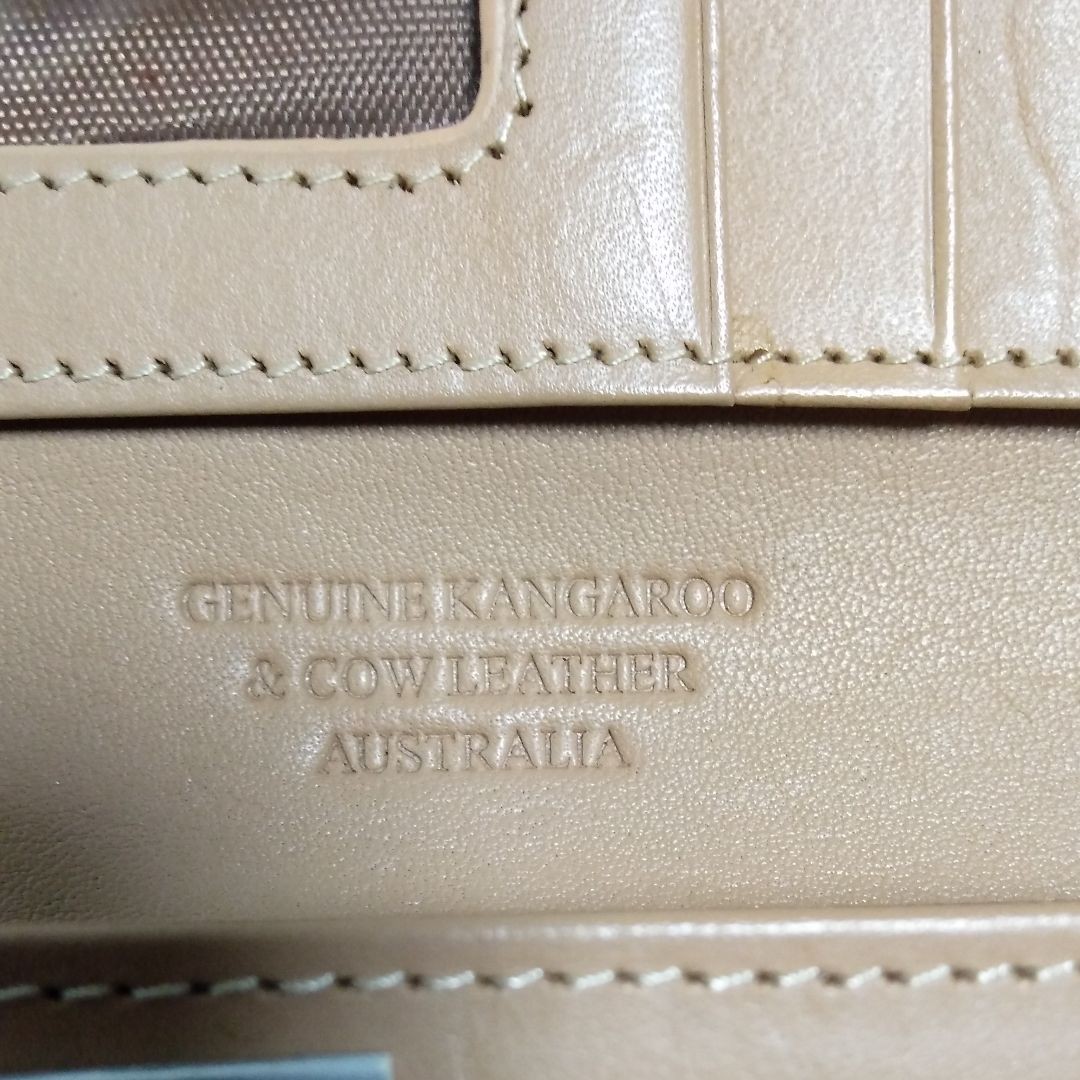 GENUINE KANGAROO
& COW LEATHER
AUSTRALIA